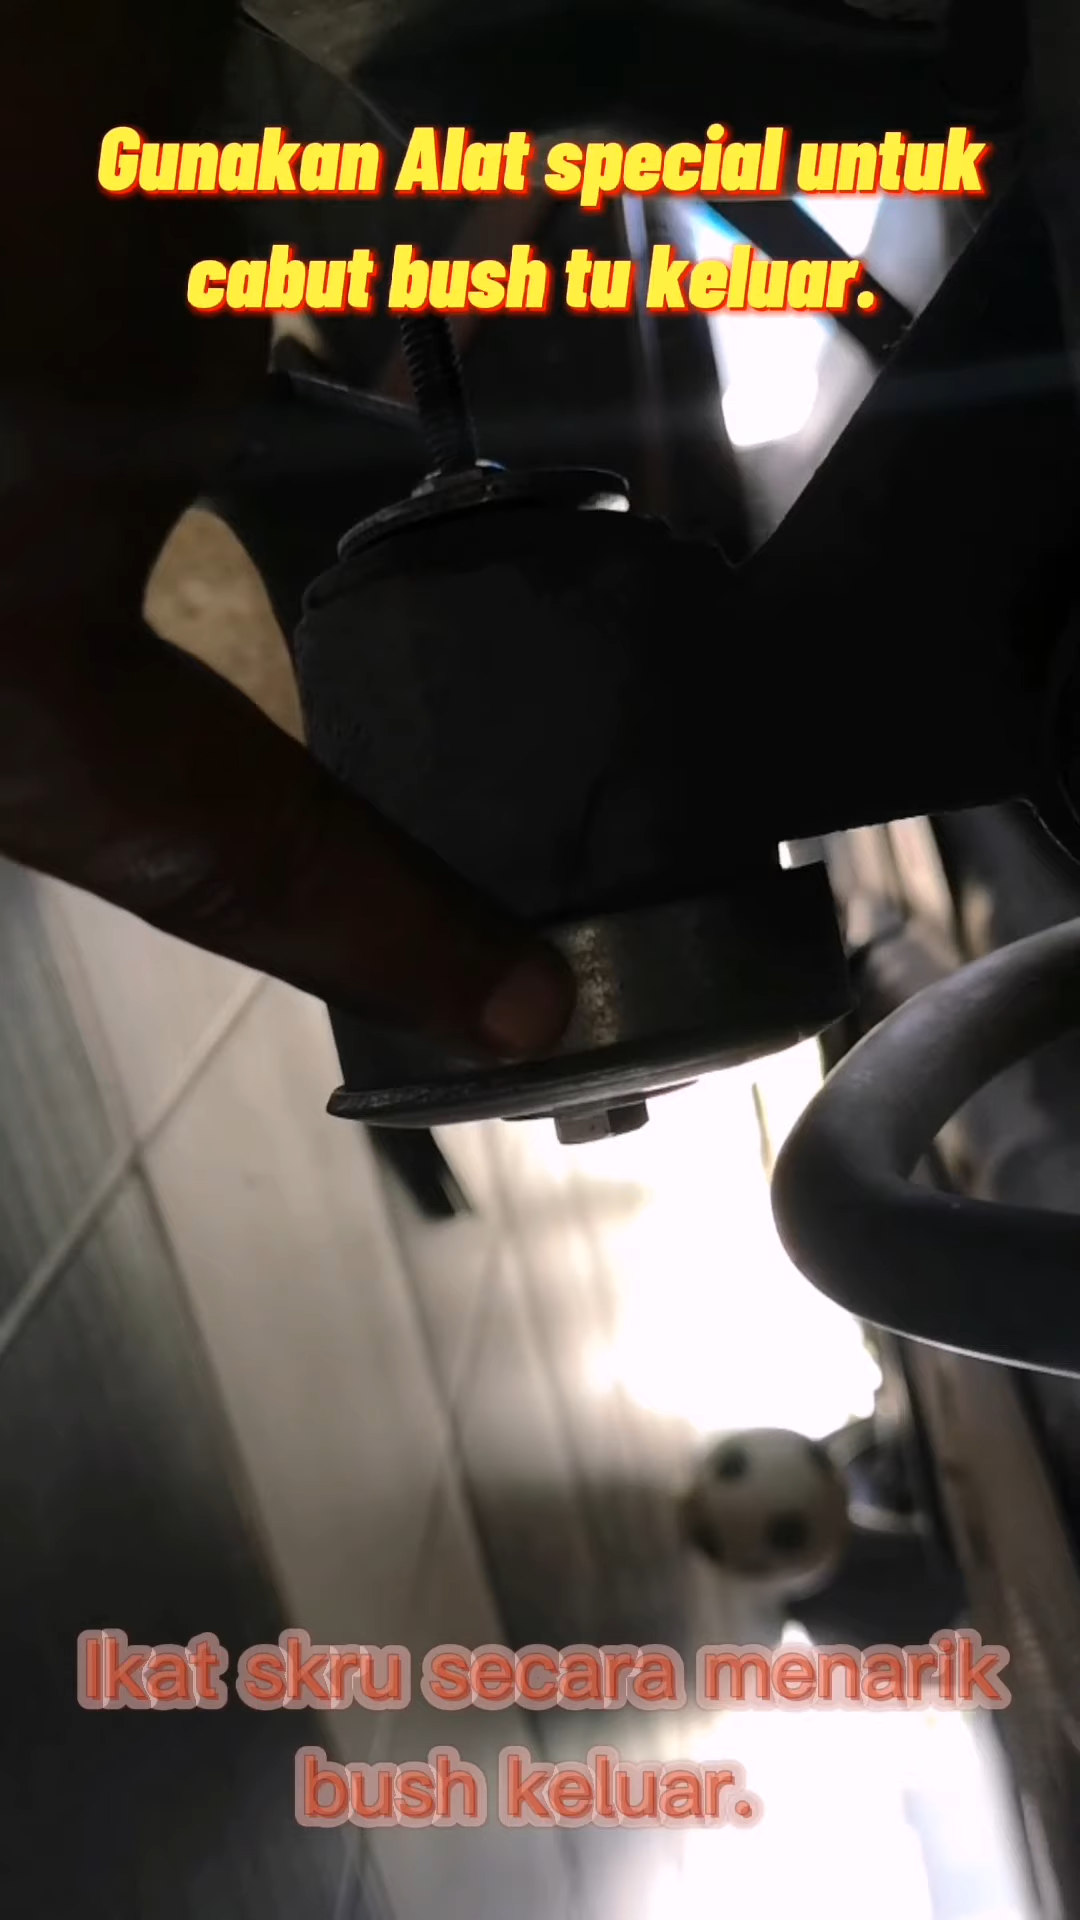 Gunakan Alat special untuk
cabut bush tu keluar.
Ikat skru secara menarik
bush keluar.